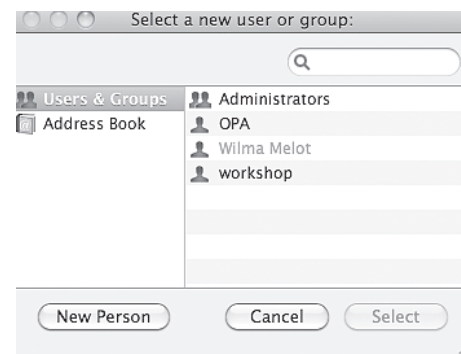 Select a new user or group:
Users & Groups
Address Book
Administrators
OPA
Wilma Melot
workshop
New Person
Cancel
Select